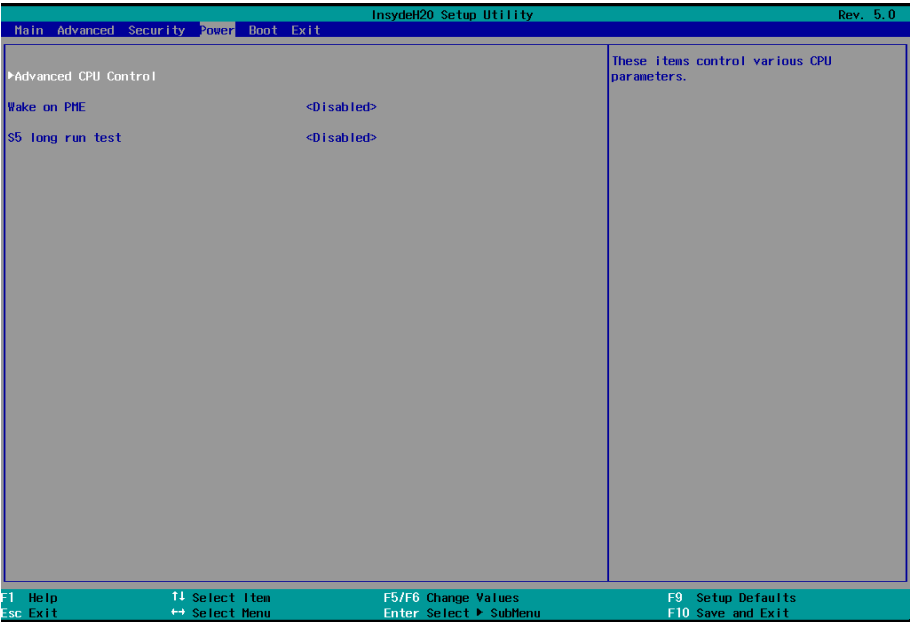 InsydeH20 Setup Utility Rev. 5.0
Main Advanced Security Power Boot Exit
These items control various CPU
parameters.
▶Advanced CPU Control
Wake on PME <Disabled>
S5 long run test <Disabled>
F1 Help ↑↓ Select Item F5/F6 Change Values F9 Setup Defaults
Esc Exit ↔ Select Menu Enter Select ▶ SubMenu F10 Save and Exit